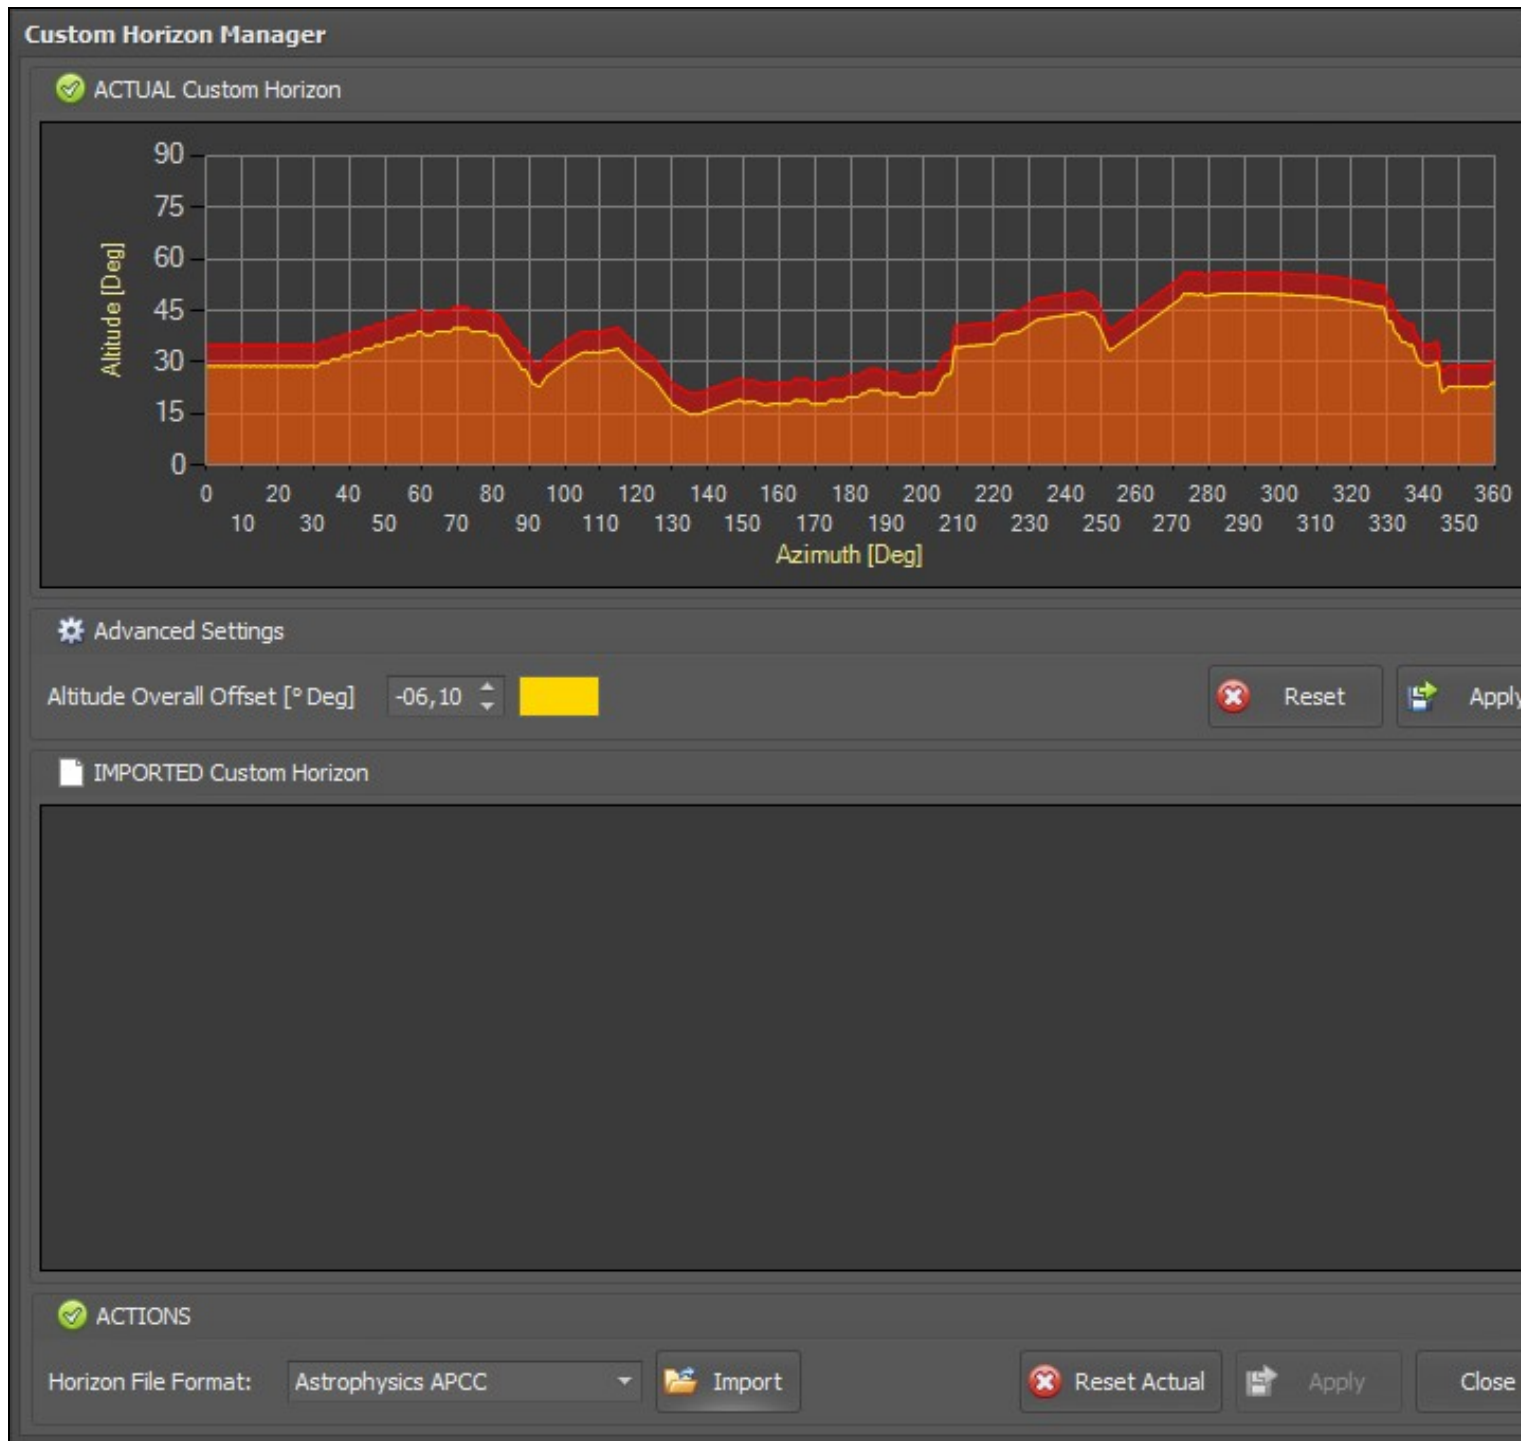 Custom Horizon Manager
ACTUAL Custom Horizon
90
75
60
45
30
15
0
Altitude [Deg]
0 20 40 60 80 100 120 140 160 180 200 220 240 260 280 300 320 340 360
10 30 50 70 90 110 130 150 170 190 210 230 250 270 290 310 330 350
Azimuth [Deg]
Advanced Settings
Altitude Overall Offset [° Deg] -06,10 Reset Apply
IMPORTED Custom Horizon
ACTIONS
Horizon File Format: Astrophysics APCC Import Reset Actual Apply Close